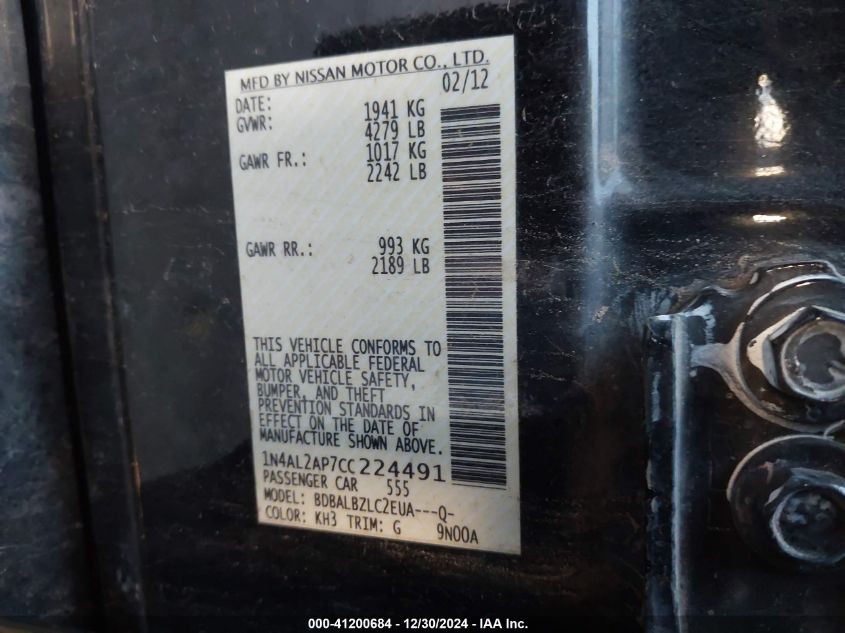 MFD BY NISSAN MOTOR CO., LTD.
DATE: 02/12
GVWR: 1941 KG
4279 LB
GAWR FR.: 1017 KG
2242 LB
GAWR RR.: 993 KG
2189 LB
THIS VEHICLE CONFORMS TO
ALL APPLICABLE FEDERAL
MOTOR VEHICLE SAFETY,
BUMPER, AND THEFT
PREVENTION STANDARDS IN
EFFECT ON THE DATE OF
MANUFACTURE SHOWN ABOVE.
1N4AL2AP7CC224491
PASSENGER CAR 555
MODEL: BDBALBZLC2EUA---Q-
COLOR: KH3 TRIM: G 9N00A
000-41200684 - 12/30/2024 - IAA Inc.